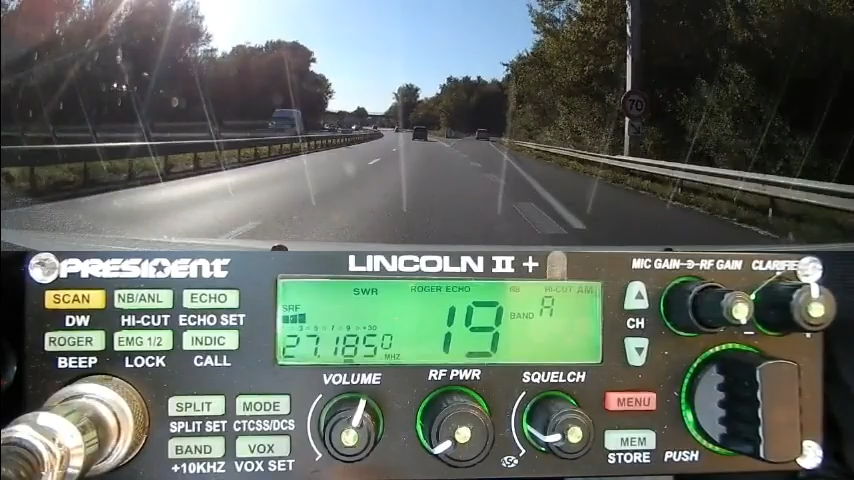 70
PRESIDENT
LINCOLN II +
MIC GAIN RF GAIN
CLARIFIER
SCAN
NB/ANL
ECHO
DW
HI-CUT
ECHO SET
ROGER
EMG 1/2
INDIC
BEEP
LOCK
CALL
SWR
ROGER ECHO
HI-CUT AM
SRF
27.1850 MHZ
19
BAND A
CH
VOLUME
RF PWR
SQUELCH
MENU
SPLIT
MODE
SPLIT SET
CTCSS/DCS
BAND
VOX
+10KHZ
VOX SET
ASC
MEM
STORE
PUSH